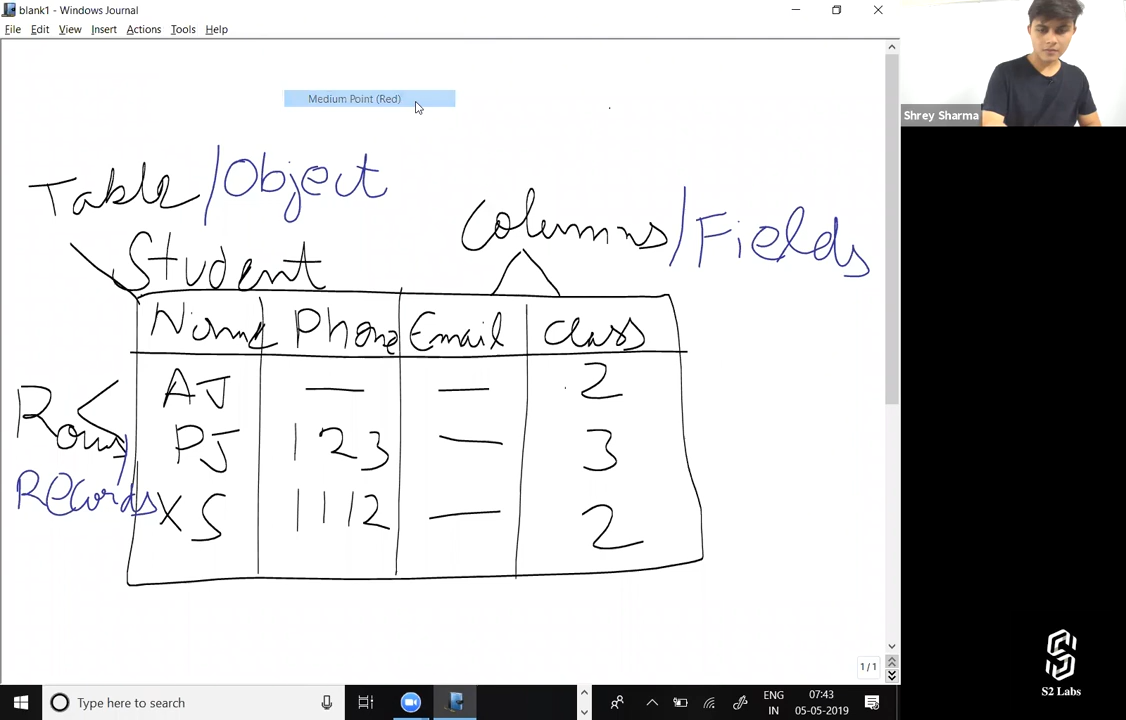 blank1 - Windows Journal
File Edit View Insert Actions Tools Help
Medium Point (Red)
Shrey Sharma
Table/Object
Columns/Fields
Student
Name Phone Email Class
AJ — — 2
Rows/
PJ 123 — 3
Records
XS 1112 — 2
1/1
S2 Labs
Type here to search
ENG
IN
07:43
05-05-2019